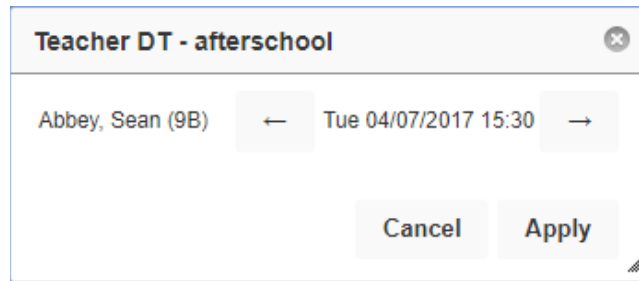 Teacher DT - afterschool
Abbey, Sean (9B) ← Tue 04/07/2017 15:30 →
Cancel Apply